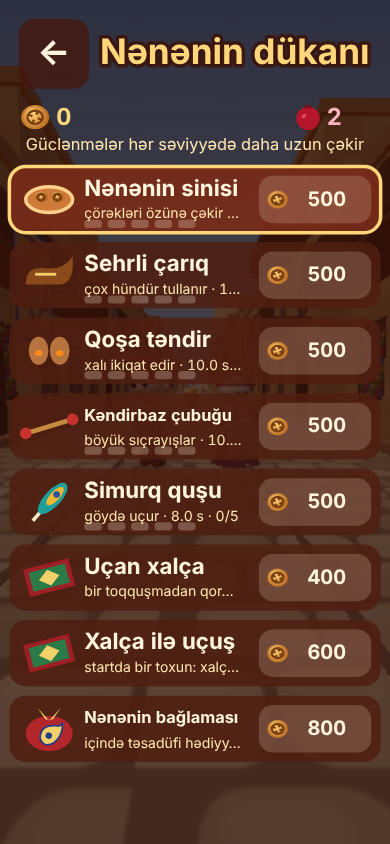 Nənənin dükanı
0 2
Güclənmələr hər səviyyədə daha uzun çəkir
Nənənin sinisi
çörəkləri özünə çəkir ...
500
Sehrli çarıq
çox hündür tullanır · 1...
500
Qoşa təndir
xalı ikiqat edir · 10.0 s...
500
Kəndirbaz çubuğu
böyük sıçrayışlar · 10....
500
Simurq quşu
göydə uçur · 8.0 s · 0/5
500
Uçan xalça
bir toqquşmadan qor...
400
Xalça ilə uçuş
startda bir toxun: xalç...
600
Nənənin bağlaması
içində təsadüfi hədiyy...
800